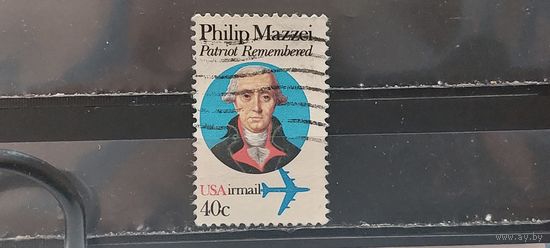 Philip Mazzei
Patriot Remembered
USAirmail
40c
www.ay.by